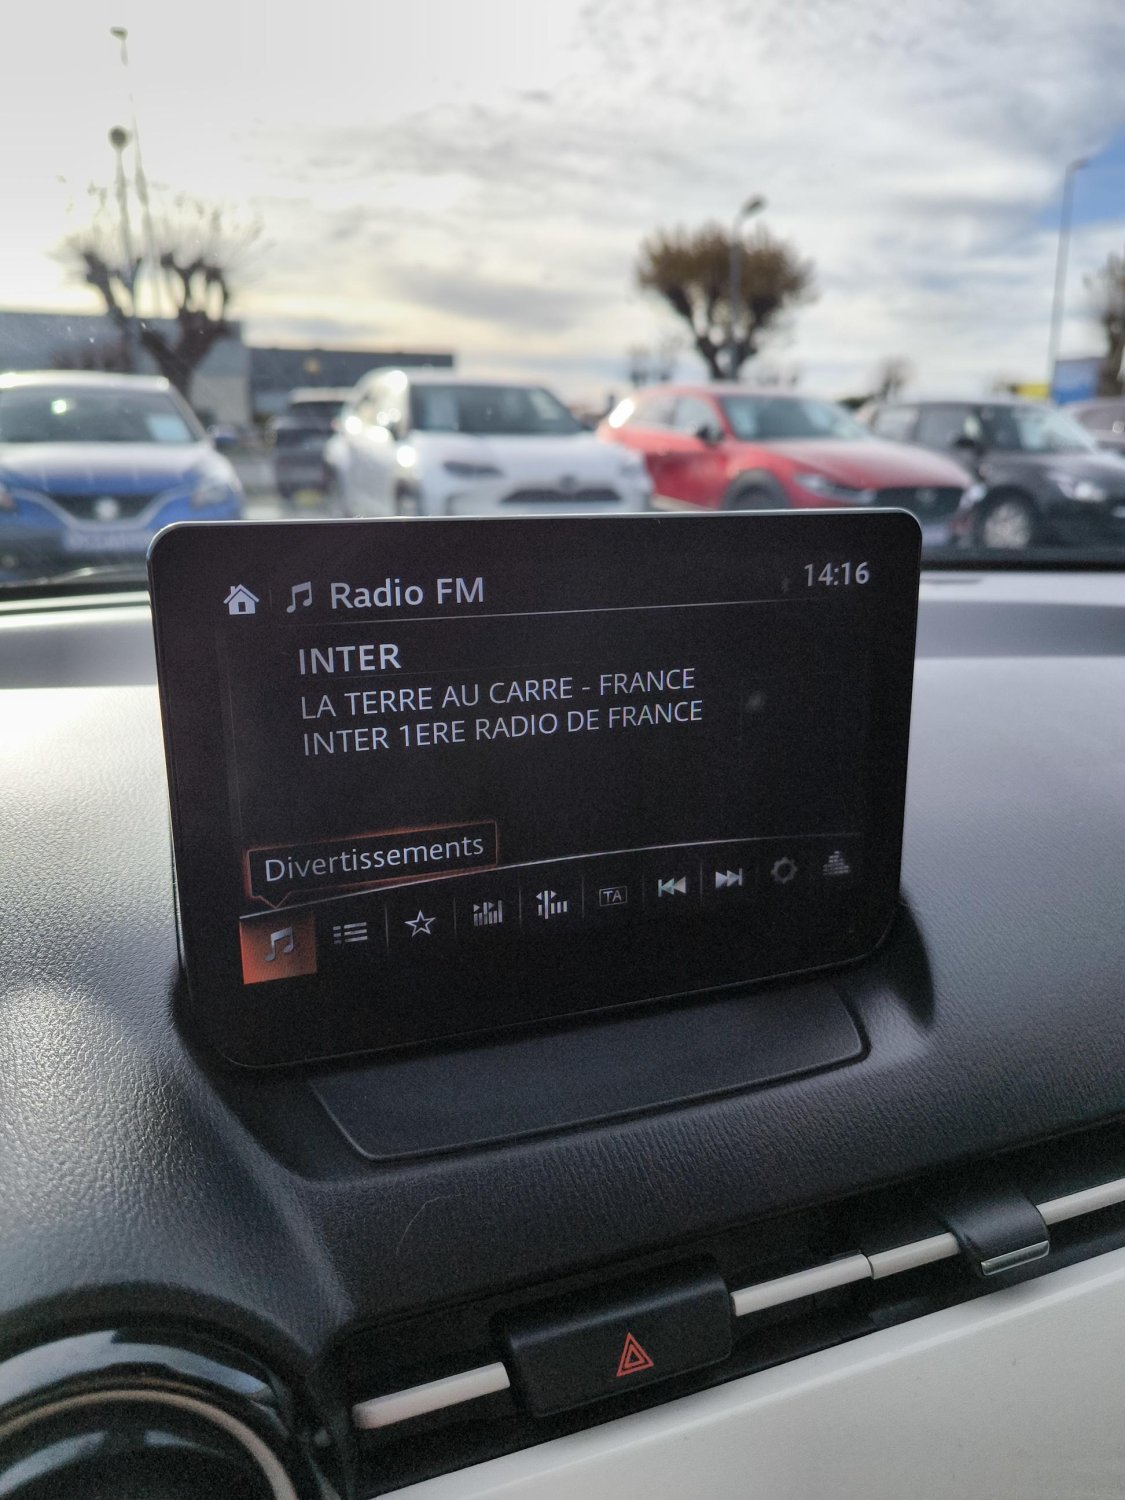 Radio FM
14:16
INTER
LA TERRE AU CARRE - FRANCE
INTER 1ERE RADIO DE FRANCE
Divertissements
TA